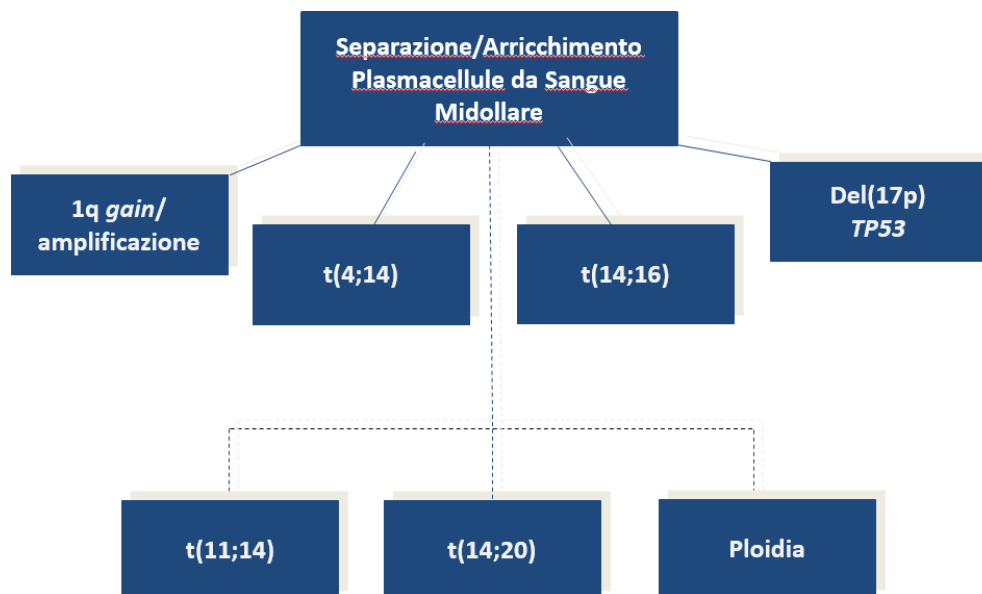 Separazione/Arricchimento
Plasmacellule da Sangue
Midollare
1q gain/
amplificazione
t(4;14)
t(14;16)
Del(17p)
TP53
t(11;14)
t(14;20)
Ploidia